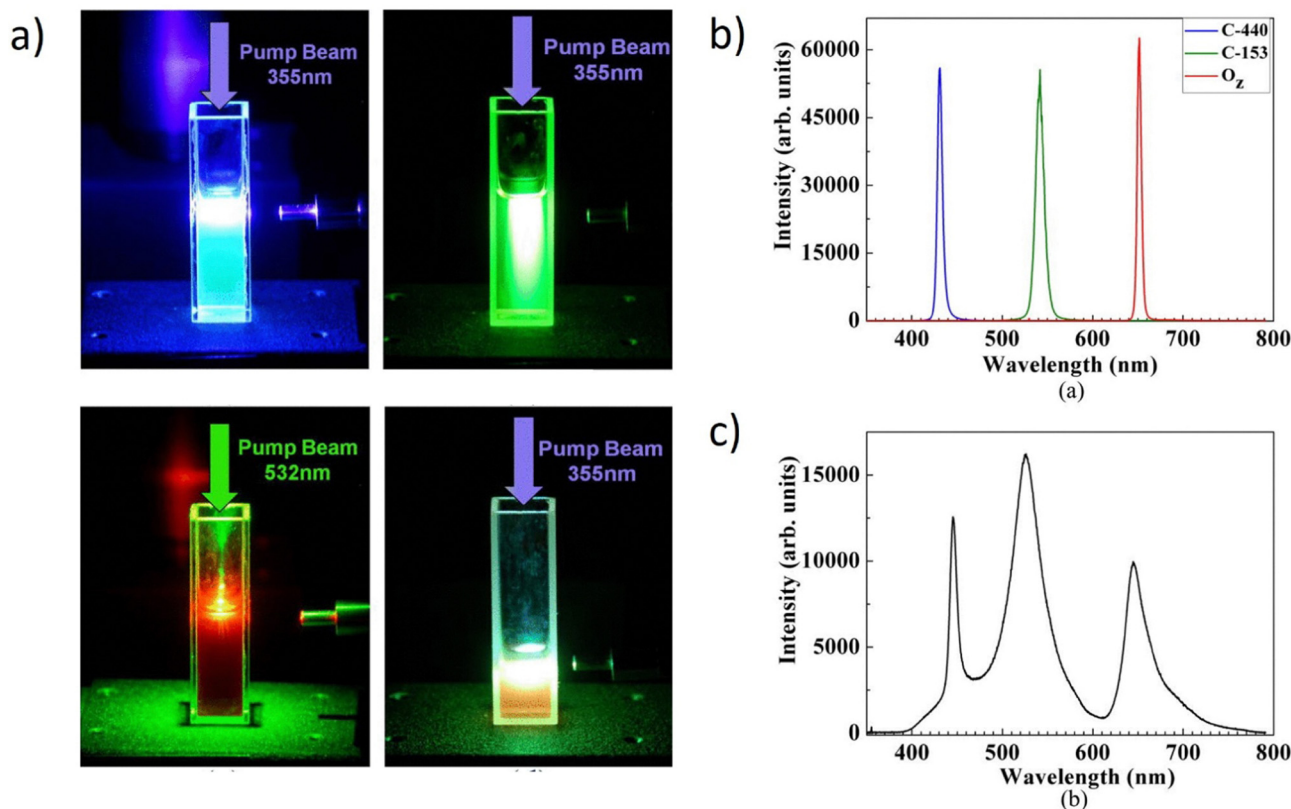 a)
Pump Beam
355nm
Pump Beam
355nm
Pump Beam
532nm
Pump Beam
355nm
b)
C-440
C-153
Oz
60000
45000
30000
15000
0
Intensity (arb. units)
400 500 600 700 800
Wavelength (nm)
(a)
c)
15000
10000
5000
0
Intensity (arb. units)
400 500 600 700 800
Wavelength (nm)
(b)